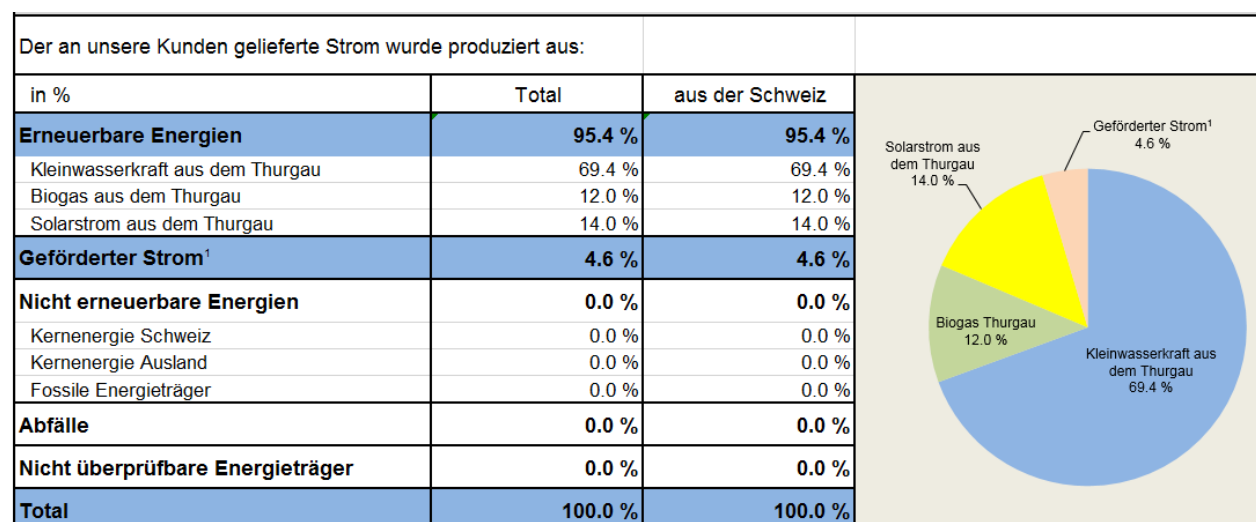 Der an unsere Kunden gelieferte Strom wurde produziert aus:
in % Total aus der Schweiz
Erneuerbare Energien 95.4 % 95.4 %
Kleinwasserkraft aus dem Thurgau 69.4 % 69.4 %
Biogas aus dem Thurgau 12.0 % 12.0 %
Solarstrom aus dem Thurgau 14.0 % 14.0 %
Geförderter Strom¹ 4.6 % 4.6 %
Nicht erneuerbare Energien 0.0 % 0.0 %
Kernenergie Schweiz 0.0 % 0.0 %
Kernenergie Ausland 0.0 % 0.0 %
Fossile Energieträger 0.0 % 0.0 %
Abfälle 0.0 % 0.0 %
Nicht überprüfbare Energieträger 0.0 % 0.0 %
Total 100.0 % 100.0 %
Geförderter Strom¹
4.6 %
Solarstrom aus
dem Thurgau
14.0 %
Biogas Thurgau
12.0 %
Kleinwasserkraft aus
dem Thurgau
69.4 %